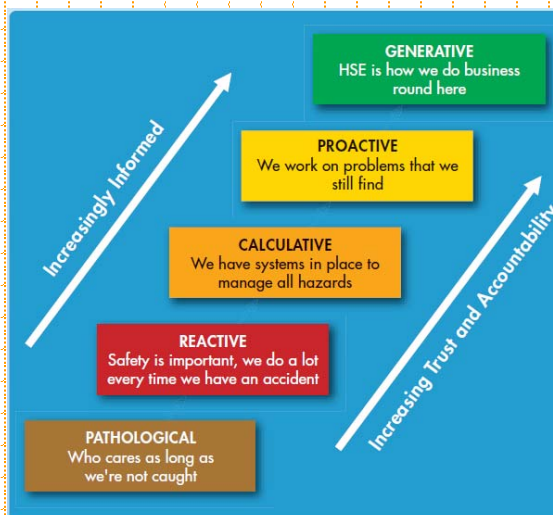 GENERATIVE
HSE is how we do business
round here
PROACTIVE
We work on problems that we
still find
CALCULATIVE
We have systems in place to
manage all hazards
REACTIVE
Safety is important, we do a lot
every time we have an accident
PATHOLOGICAL
Who cares as long as
we're not caught
Increasingly Informed
Increasing Trust and Accountability